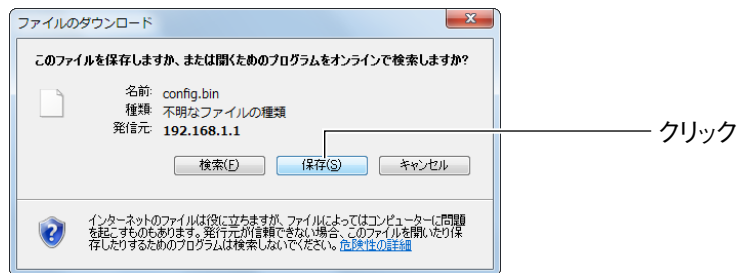 ファイルのダウンロード
このファイルを保存しますか、または開くためのプログラムをオンラインで検索しますか?
名前: config.bin
種類: 不明なファイルの種類
発信元: 192.168.1.1
検索(F) 保存(S) キャンセル
クリック
インターネットのファイルは役に立ちますが、ファイルによってはコンピューターに問題
を起こすものもあります。発行元が信頼できない場合、このファイルを開いたり保
存したりするためのプログラムは検索しないでください。危険性の詳細